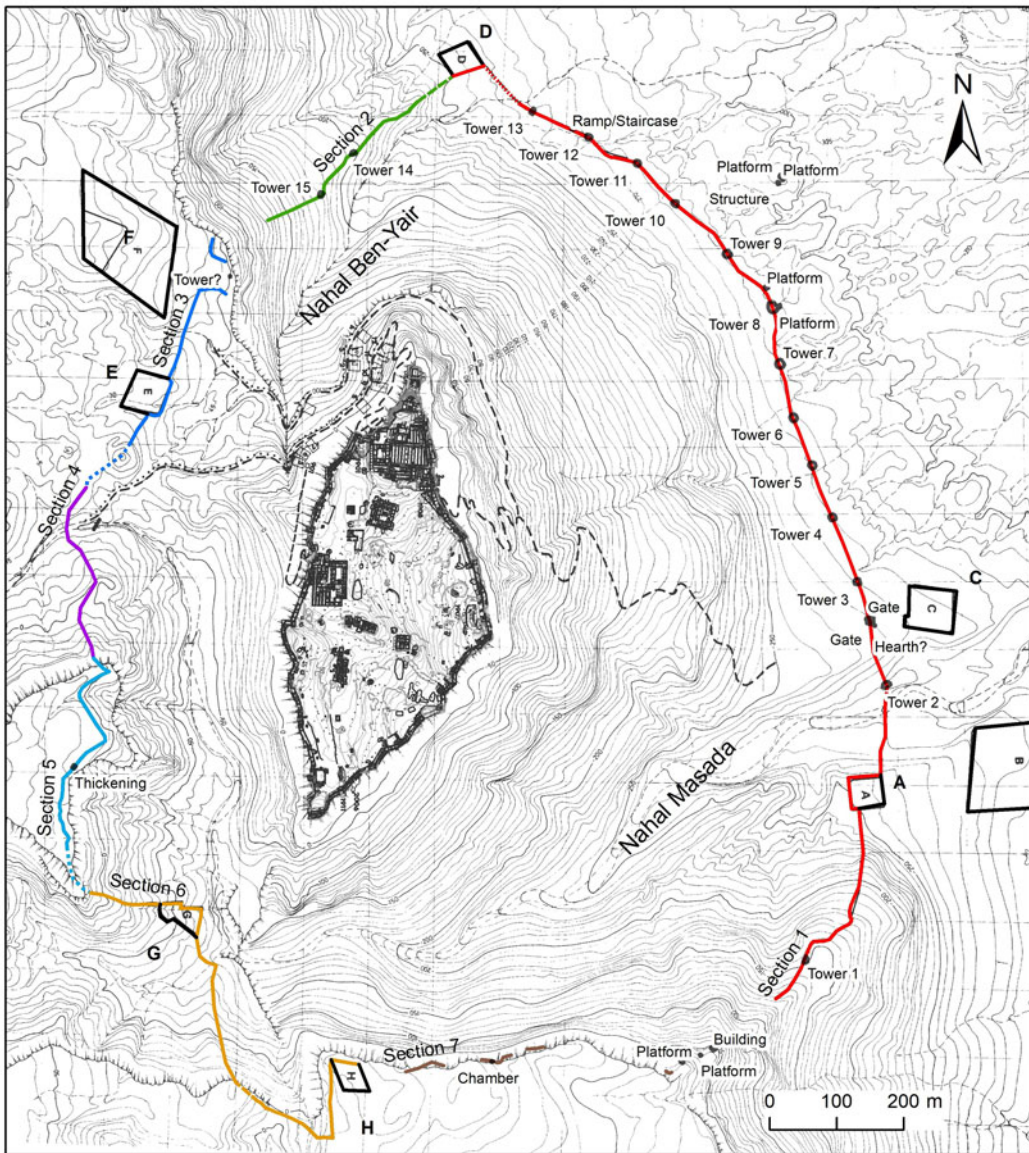 D
D
N
Section 2
Tower 13
Ramp/Staircase
Tower 12
Tower 14
Tower 11
Platform
Platform
Tower 15
Structure
Tower 10
F
F
Nahal Ben-Yair
Tower 9
Tower?
Platform
Section 3
Tower 8
Platform
Tower 7
E
E
Tower 6
Tower 5
Section 4
Tower 4
C
C
Tower 3
Gate
Gate
Hearth?
Tower 2
Section 5
Thickening
Nahal Masada
A
A
B
Section 6
G
G
Section 1
Tower 1
Section 7
Building
Platform
Platform
Chamber
H
H
0
100
200 m